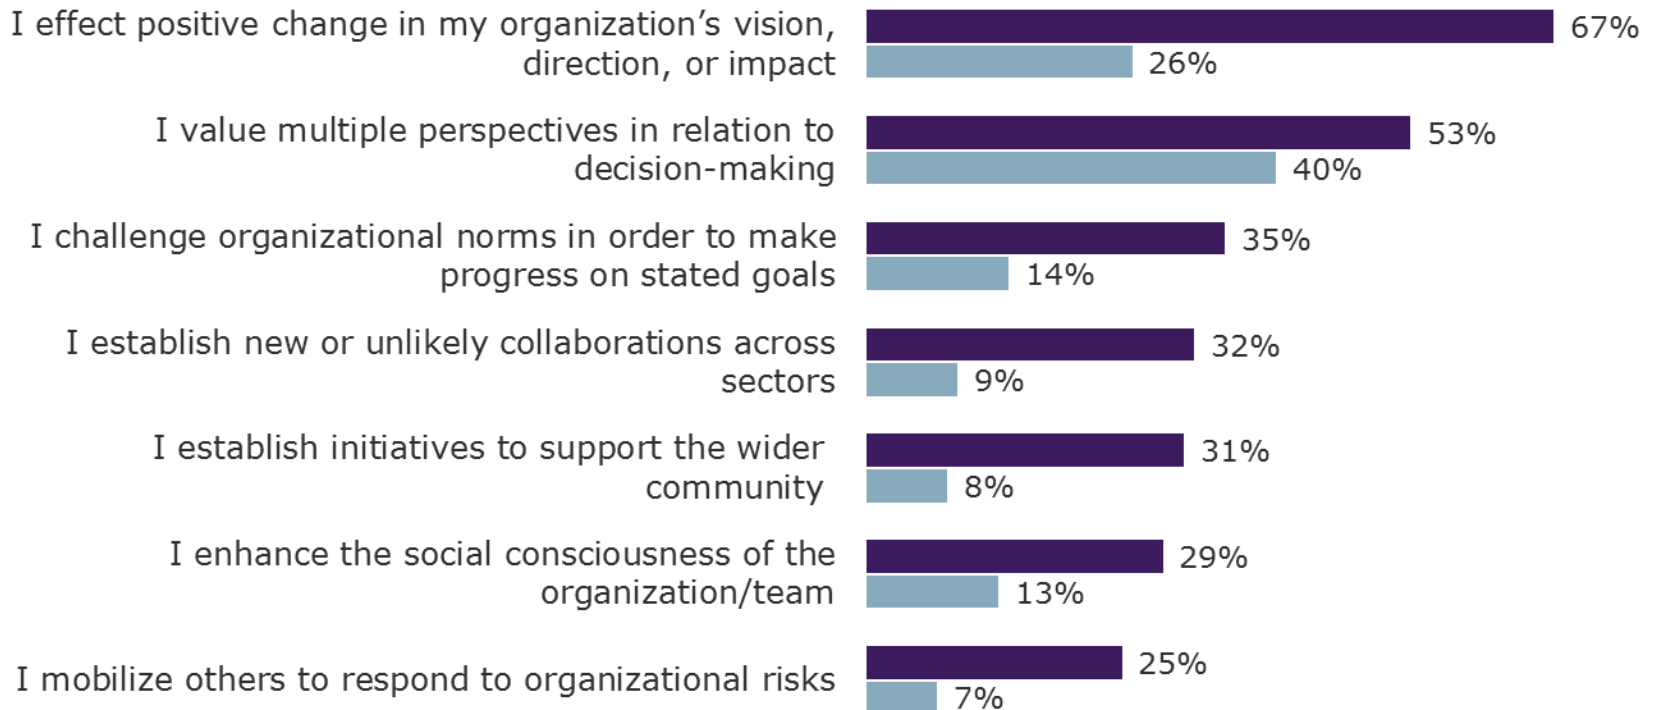 I effect positive change in my organization’s vision,
direction, or impact
67%
26%
I value multiple perspectives in relation to
decision-making
53%
40%
I challenge organizational norms in order to make
progress on stated goals
35%
14%
I establish new or unlikely collaborations across
sectors
32%
9%
I establish initiatives to support the wider
community
31%
8%
I enhance the social consciousness of the
organization/team
29%
13%
I mobilize others to respond to organizational risks
25%
7%